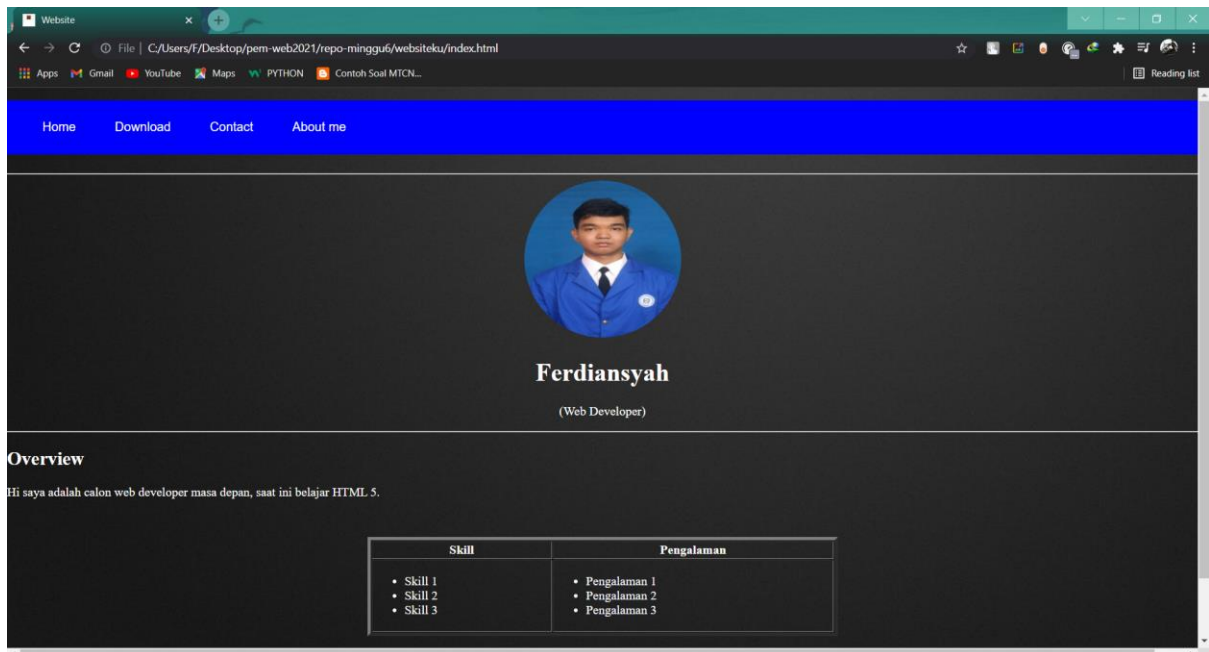 Website
File | C:/Users/F/Desktop/pem-web2021/repo-minggu6/websiteku/index.html
Apps Gmail YouTube Maps PYTHON Contoh Soal MTCN... Reading list
Home Download Contact About me
Ferdiansyah
(Web Developer)
Overview
Hi saya adalah calon web developer masa depan, saat ini belajar HTML 5.
Skill Pengalaman
• Skill 1 • Pengalaman 1
• Skill 2 • Pengalaman 2
• Skill 3 • Pengalaman 3